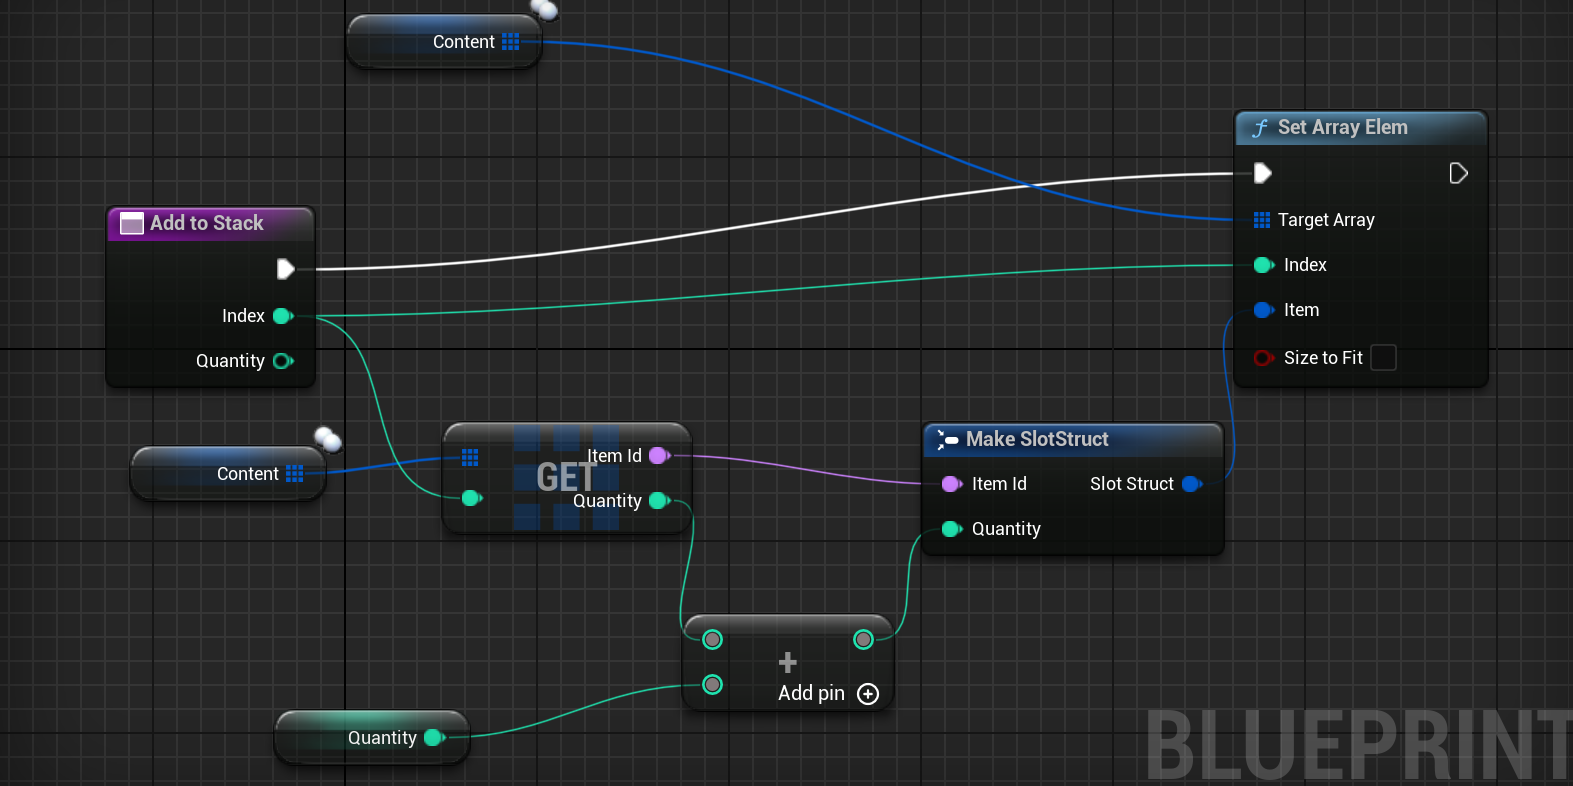 Content
Set Array Elem
Target Array
Index
Item
Size to Fit
Add to Stack
Index
Quantity
Content
GET
Item Id
Quantity
Make SlotStruct
Item Id
Slot Struct
Quantity
+
Add pin
Quantity
BLUEPRINT